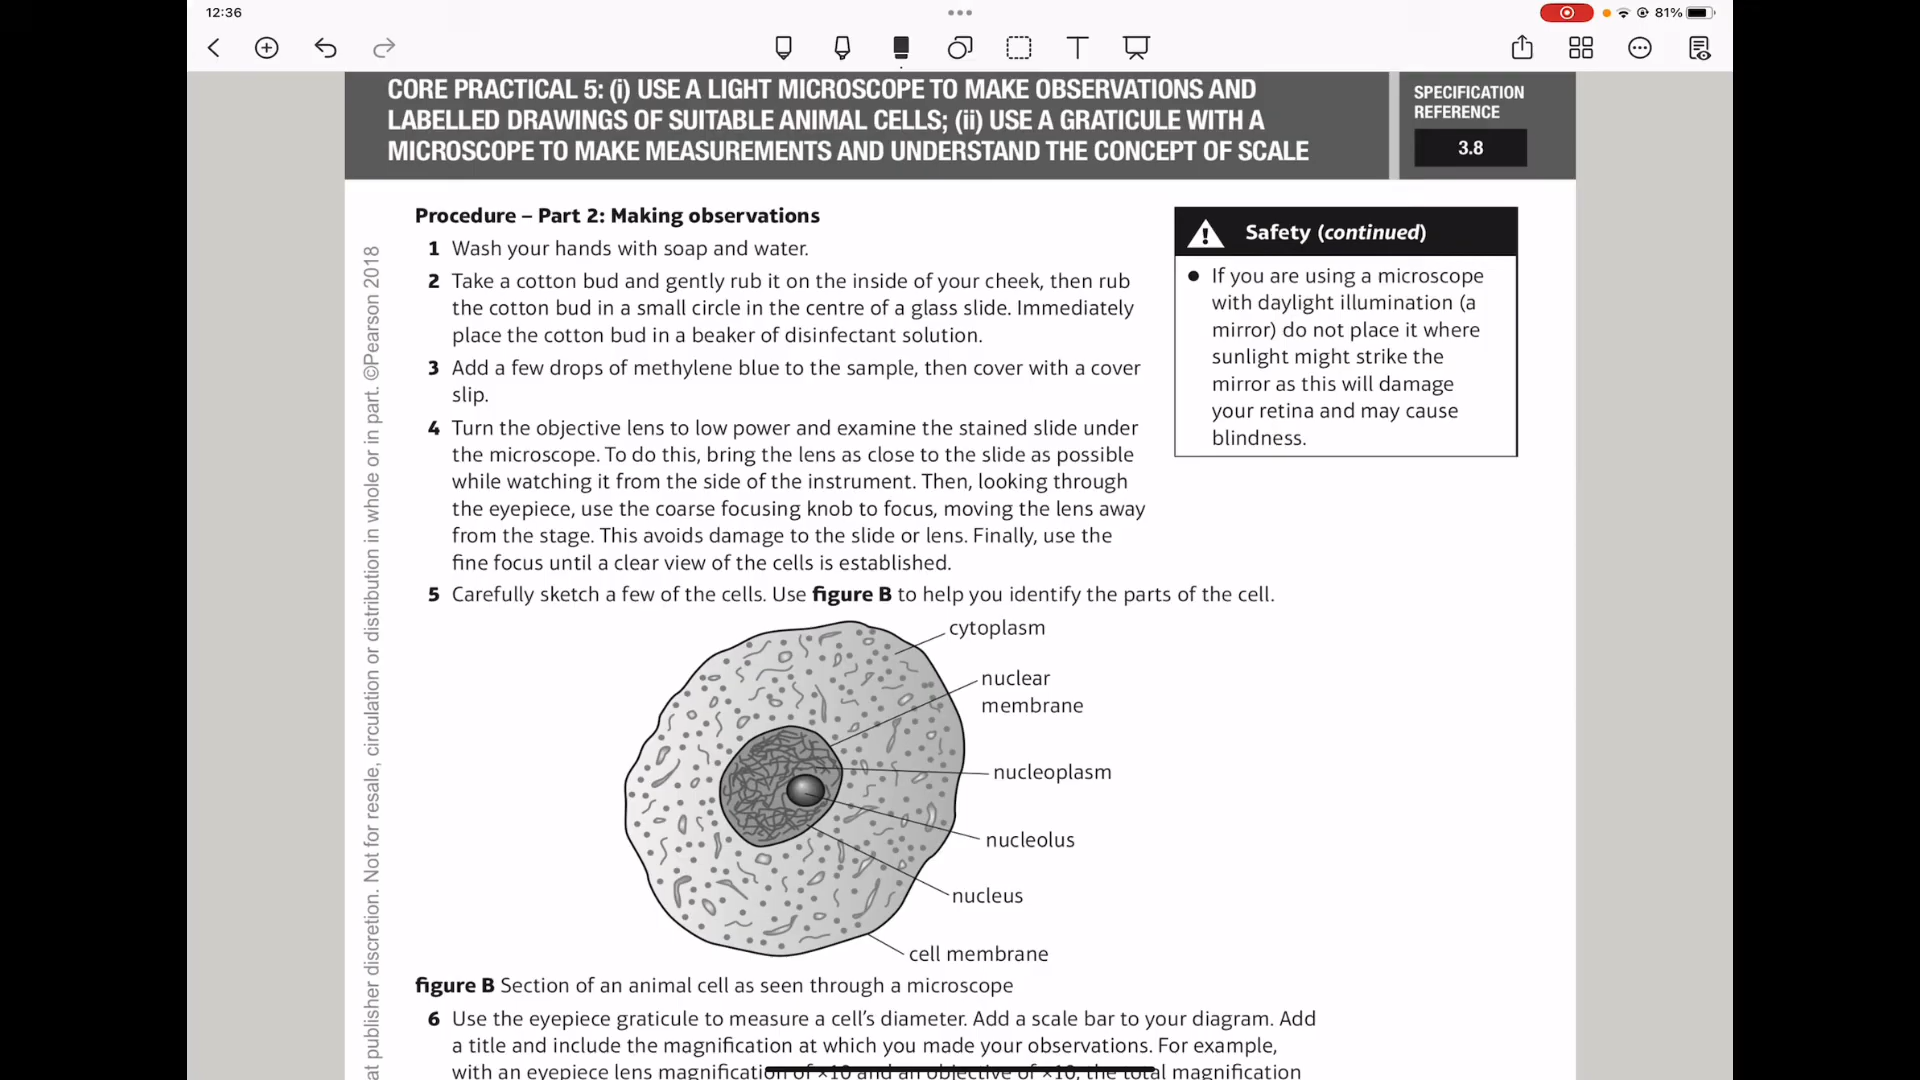 12:36
81%
CORE PRACTICAL 5: (i) USE A LIGHT MICROSCOPE TO MAKE OBSERVATIONS AND
LABELLED DRAWINGS OF SUITABLE ANIMAL CELLS; (ii) USE A GRATICULE WITH A
MICROSCOPE TO MAKE MEASUREMENTS AND UNDERSTAND THE CONCEPT OF SCALE
SPECIFICATION
REFERENCE
3.8
Procedure – Part 2: Making observations
1 Wash your hands with soap and water.
2 Take a cotton bud and gently rub it on the inside of your cheek, then rub
the cotton bud in a small circle in the centre of a glass slide. Immediately
place the cotton bud in a beaker of disinfectant solution.
3 Add a few drops of methylene blue to the sample, then cover with a cover
slip.
4 Turn the objective lens to low power and examine the stained slide under
the microscope. To do this, bring the lens as close to the slide as possible
while watching it from the side of the instrument. Then, looking through
the eyepiece, use the coarse focusing knob to focus, moving the lens away
from the stage. This avoids damage to the slide or lens. Finally, use the
fine focus until a clear view of the cells is established.
5 Carefully sketch a few of the cells. Use figure B to help you identify the parts of the cell.
Safety (continued)
● If you are using a microscope
with daylight illumination (a
mirror) do not place it where
sunlight might strike the
mirror as this will damage
your retina and may cause
blindness.
cytoplasm
nuclear
membrane
nucleoplasm
nucleolus
nucleus
cell membrane
figure B Section of an animal cell as seen through a microscope
6 Use the eyepiece graticule to measure a cell's diameter. Add a scale bar to your diagram. Add
a title and include the magnification at which you made your observations. For example,
with an eyepiece lens magnification of ×10 and an objective of ×10, the total magnification
at publisher discretion. Not for resale, circulation or distribution in whole or in part. ©Pearson 2018